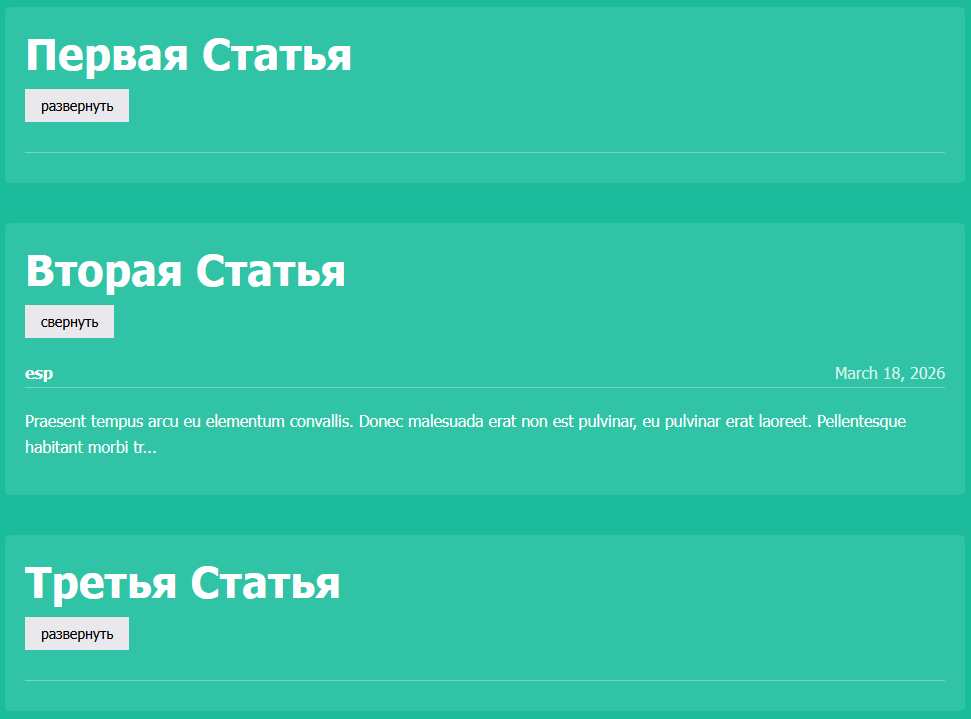 Первая Статья
развернуть
Вторая Статья
свернуть
esp March 18, 2026
Praesent tempus arcu eu elementum convallis. Donec malesuada erat non est pulvinar, eu pulvinar erat laoreet. Pellentesque
habitant morbi tr...
Третья Статья
развернуть